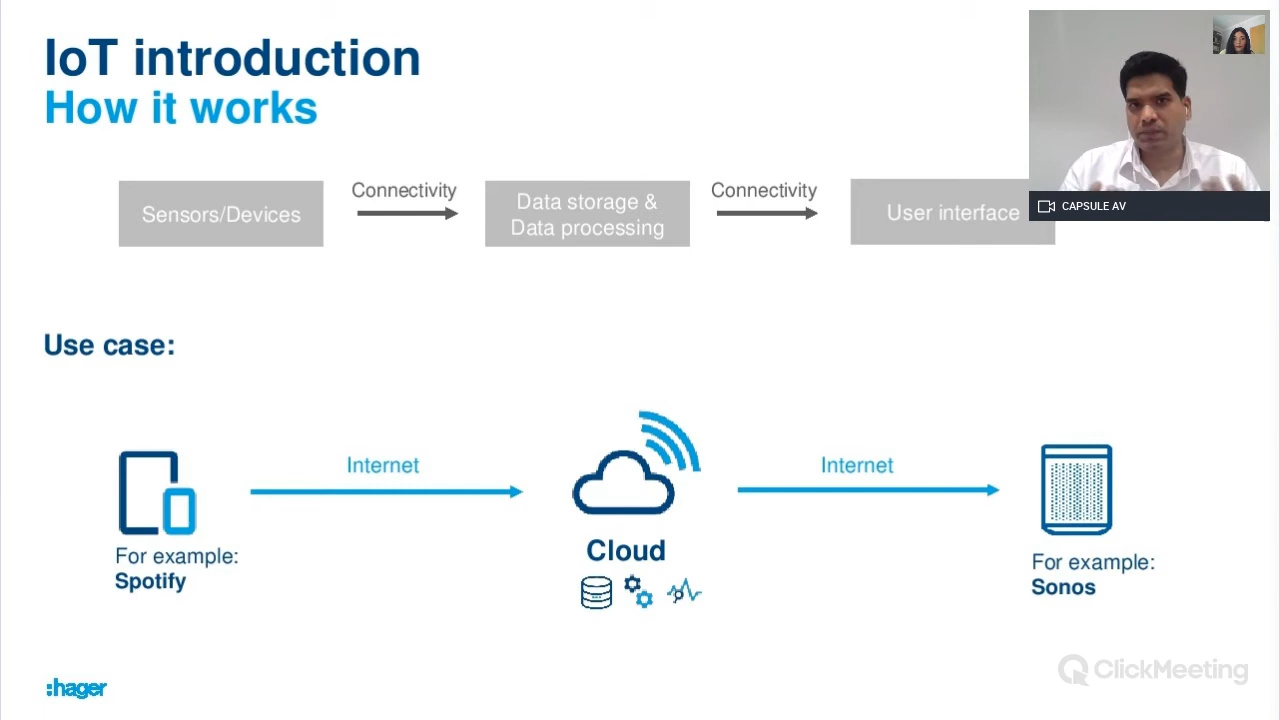 IoT introduction
How it works
CAPSULE AV
Sensors/Devices
Connectivity
Data storage &
Data processing
Connectivity
User interface
Use case:
Internet
Internet
For example:
Spotify
Cloud
For example:
Sonos
:hager
ClickMeeting